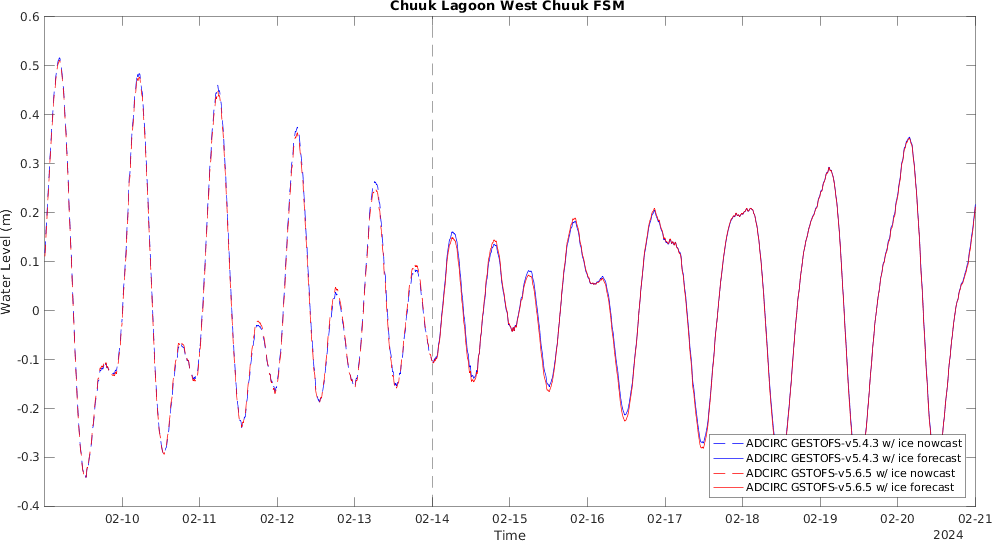 Chuuk Lagoon West Chuuk FSM
0.6
0.5
0.4
0.3
0.2
0.1
0
-0.1
-0.2
-0.3
-0.4
Water Level (m)
ADCIRC GESTOFS-v5.4.3 w/ ice nowcast
ADCIRC GESTOFS-v5.4.3 w/ ice forecast
ADCIRC GSTOFS-v5.6.5 w/ ice nowcast
ADCIRC GSTOFS-v5.6.5 w/ ice forecast
02-10 02-11 02-12 02-13 02-14 02-15 02-16 02-17 02-18 02-19 02-20 02-21
Time
2024